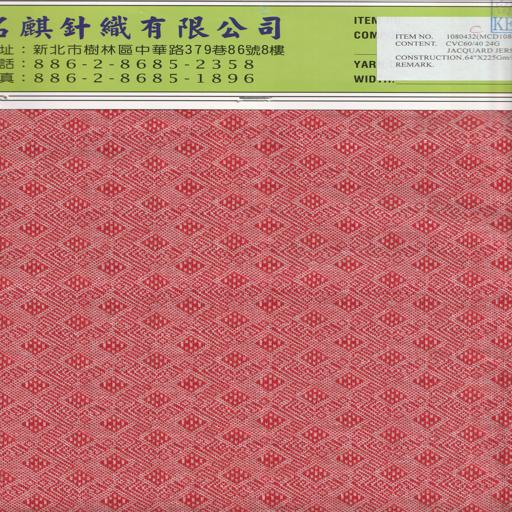 名麒針織有限公司
址：新北市樹林區中華路379巷86號8樓
話：886-2-8685-2358
真：886-2-8685-1896
ITEM
COM
YAR
WIDTH:
KE
ITEM NO. 1080432(MCD108
CONTENT. CVC60/40 24G
JACQUARD JERS
CONSTRUCTION.64"X225Gm/
REMARK.